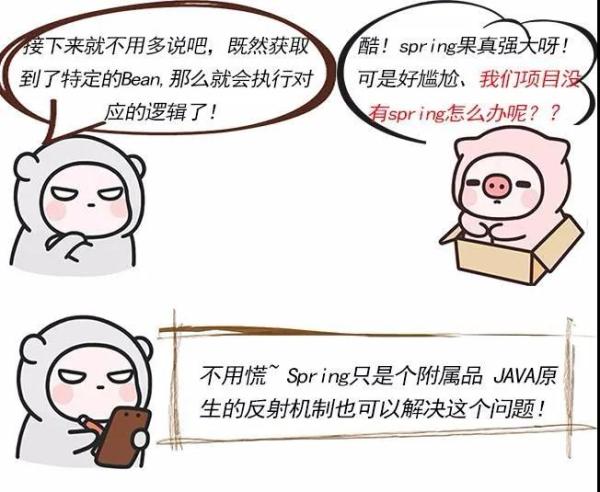 接下来就不用多说吧，既然获取
到了特定的Bean,那么就会执行对
应的逻辑了！
酷！spring果真强大呀！
可是好尴尬、我们项目没
有spring怎么办呢？？
不用慌~ Spring只是个附属品 JAVA原
生的反射机制也可以解决这个问题！